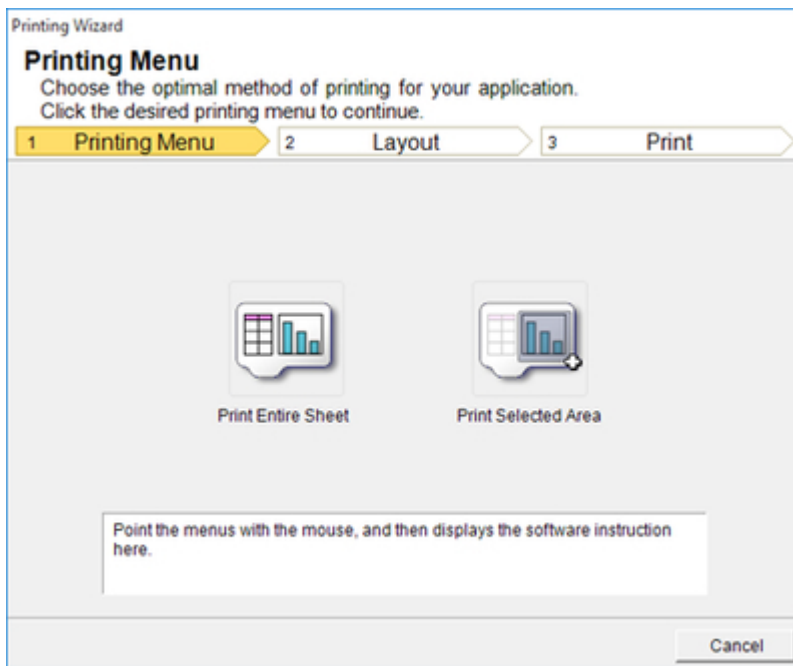 Printing Wizard
Printing Menu
Choose the optimal method of printing for your application.
Click the desired printing menu to continue.
1 Printing Menu 2 Layout 3 Print
Print Entire Sheet Print Selected Area
Point the menus with the mouse, and then displays the software instruction
here.
Cancel